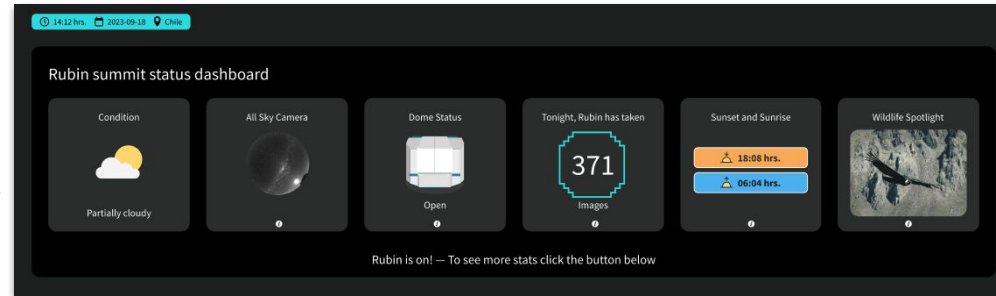 14:12 hrs. 2023-09-18 Chile
Rubin summit status dashboard
Condition
Partially cloudy
All Sky Camera
Dome Status
Open
Tonight, Rubin has taken
371
Images
Sunset and Sunrise
18:08 hrs.
06:04 hrs.
Wildlife Spotlight
Rubin is on! — To see more stats click the button below